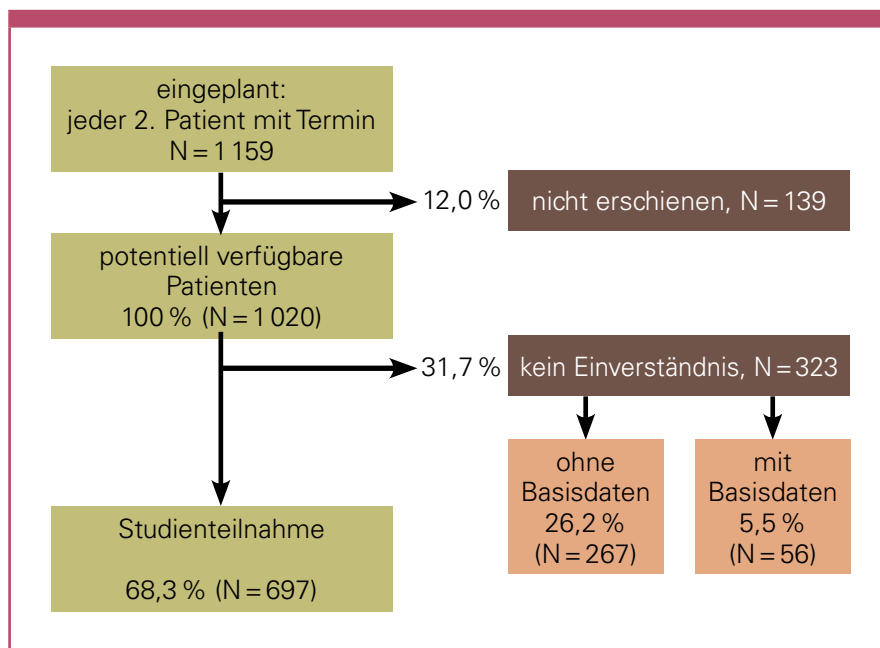 eingeplant:
jeder 2. Patient mit Termin
N = 1 159
12,0 %
nicht erschienen, N = 139
potentiell verfügbare
Patienten
100 % (N = 1 020)
31,7 %
kein Einverständnis, N = 323
ohne
Basisdaten
26,2 %
(N = 267)
mit
Basisdaten
5,5 %
(N = 56)
Studienteilnahme
68,3 % (N = 697)